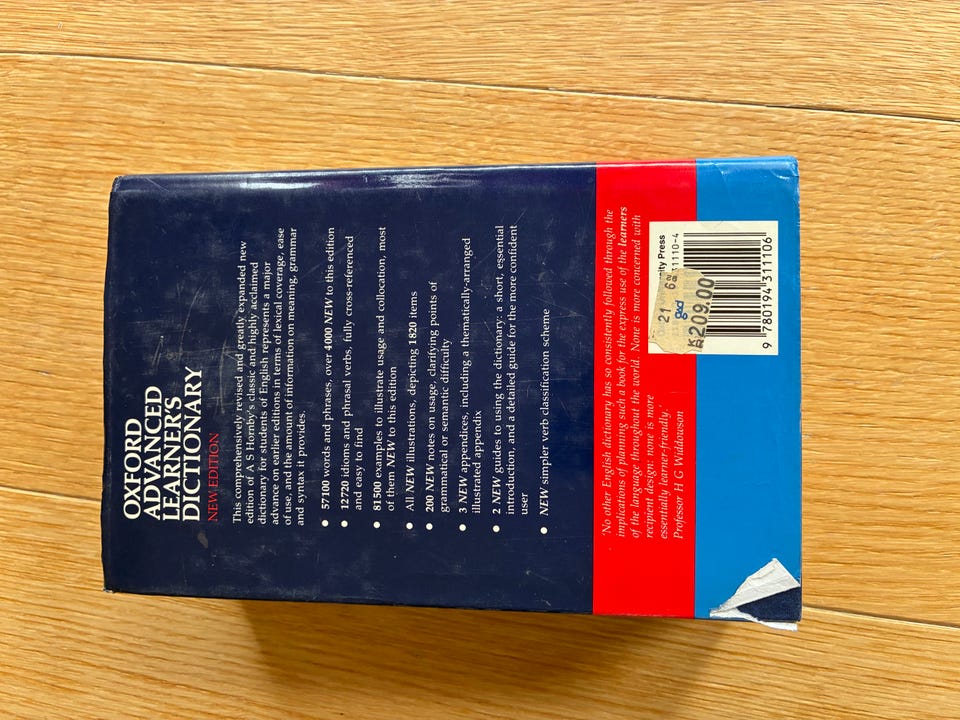 OXFORD
ADVANCED
LEARNER'S
DICTIONARY
NEW EDITION
This comprehensively revised and greatly expanded new
edition of A S Hornby's classic and highly acclaimed
dictionary for students of English represents a major
advance on earlier editions in terms of lexical coverage, ease
of use, and the amount of information on meaning, grammar
and syntax it provides.
• 57100 words and phrases, over 4000 NEW to this edition
• 12720 idioms and phrasal verbs, fully cross-referenced
and easy to find
• 81500 examples to illustrate usage and collocation, most
of them NEW to this edition
• All NEW illustrations, depicting 1820 items
• 200 NEW notes on usage, clarifying points of
grammatical or semantic difficulty
• 3 NEW appendices, including a thematically-arranged
illustrated appendix
• 2 NEW guides to using the dictionary: a short, essential
introduction, and a detailed guide for the more confident
user
• NEW simpler verb classification scheme
'No other English dictionary has so consistently followed through the
implications of planning such a book for the express use of the learners
of the language throughout the world. None is more concerned with
recipient design: none is more
essentially learner-friendly.'
Professor H G Widdowson
Press
11110-4
21
gad
209.00
9 780194 311106